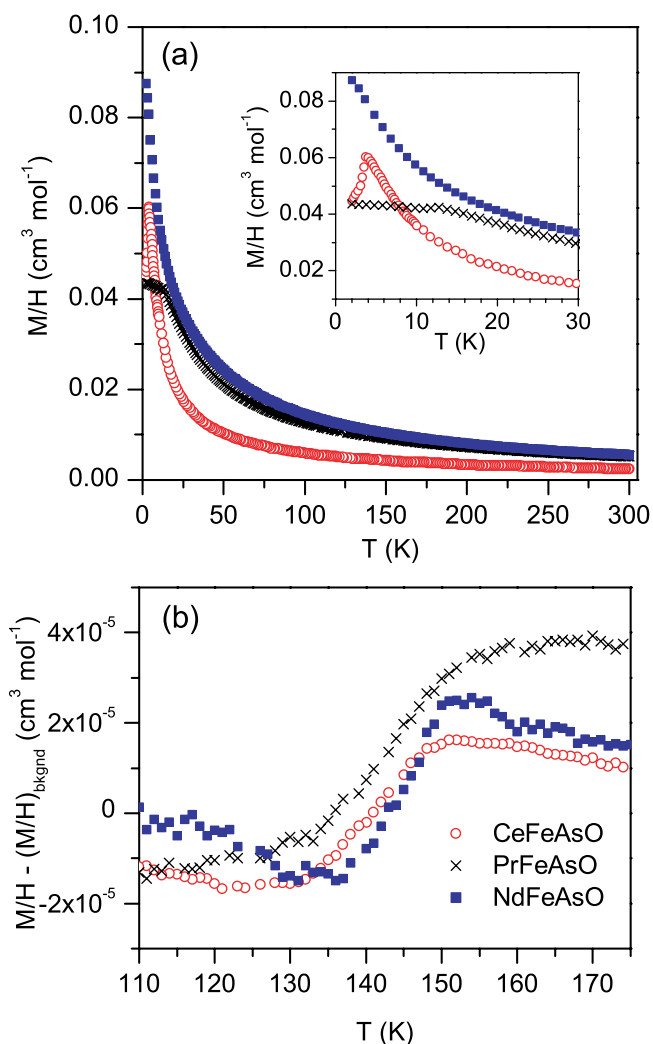 (a)
0.10
0.08
0.06
0.04
0.02
0.00
M/H (cm³ mol⁻¹)
0 50 100 150 200 250 300
T (K)
0.08
0.06
0.04
0.02
M/H (cm³ mol⁻¹)
0 10 20 30
T (K)
(b)
4x10⁻⁵
2x10⁻⁵
0
-2x10⁻⁵
M/H - (M/H)bkgnd (cm³ mol⁻¹)
CeFeAsO
PrFeAsO
NdFeAsO
110 120 130 140 150 160 170
T (K)